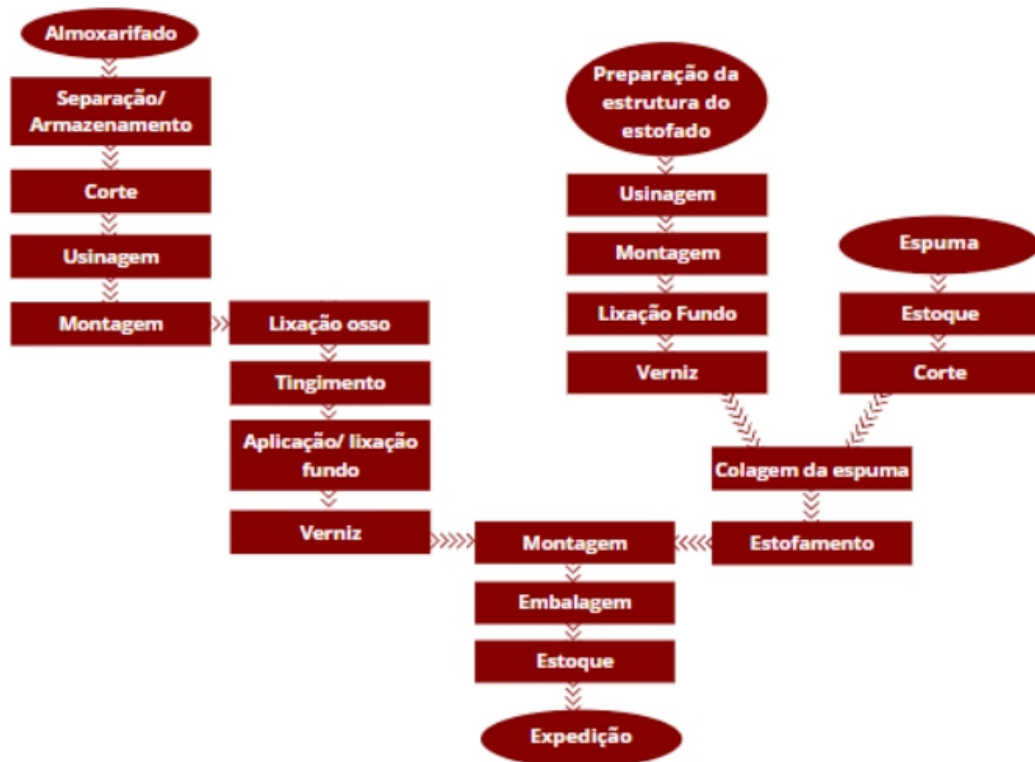 Almoxarifado
Separação/
Armazenamento
Corte
Usinagem
Montagem
Lixação osso
Tingimento
Aplicação/ lixação
fundo
Verniz
Preparação da
estrutura do
estofado
Usinagem
Montagem
Lixação Fundo
Verniz
Espuma
Estoque
Corte
Colagem da espuma
Estofamento
Montagem
Embalagem
Estoque
Expedição